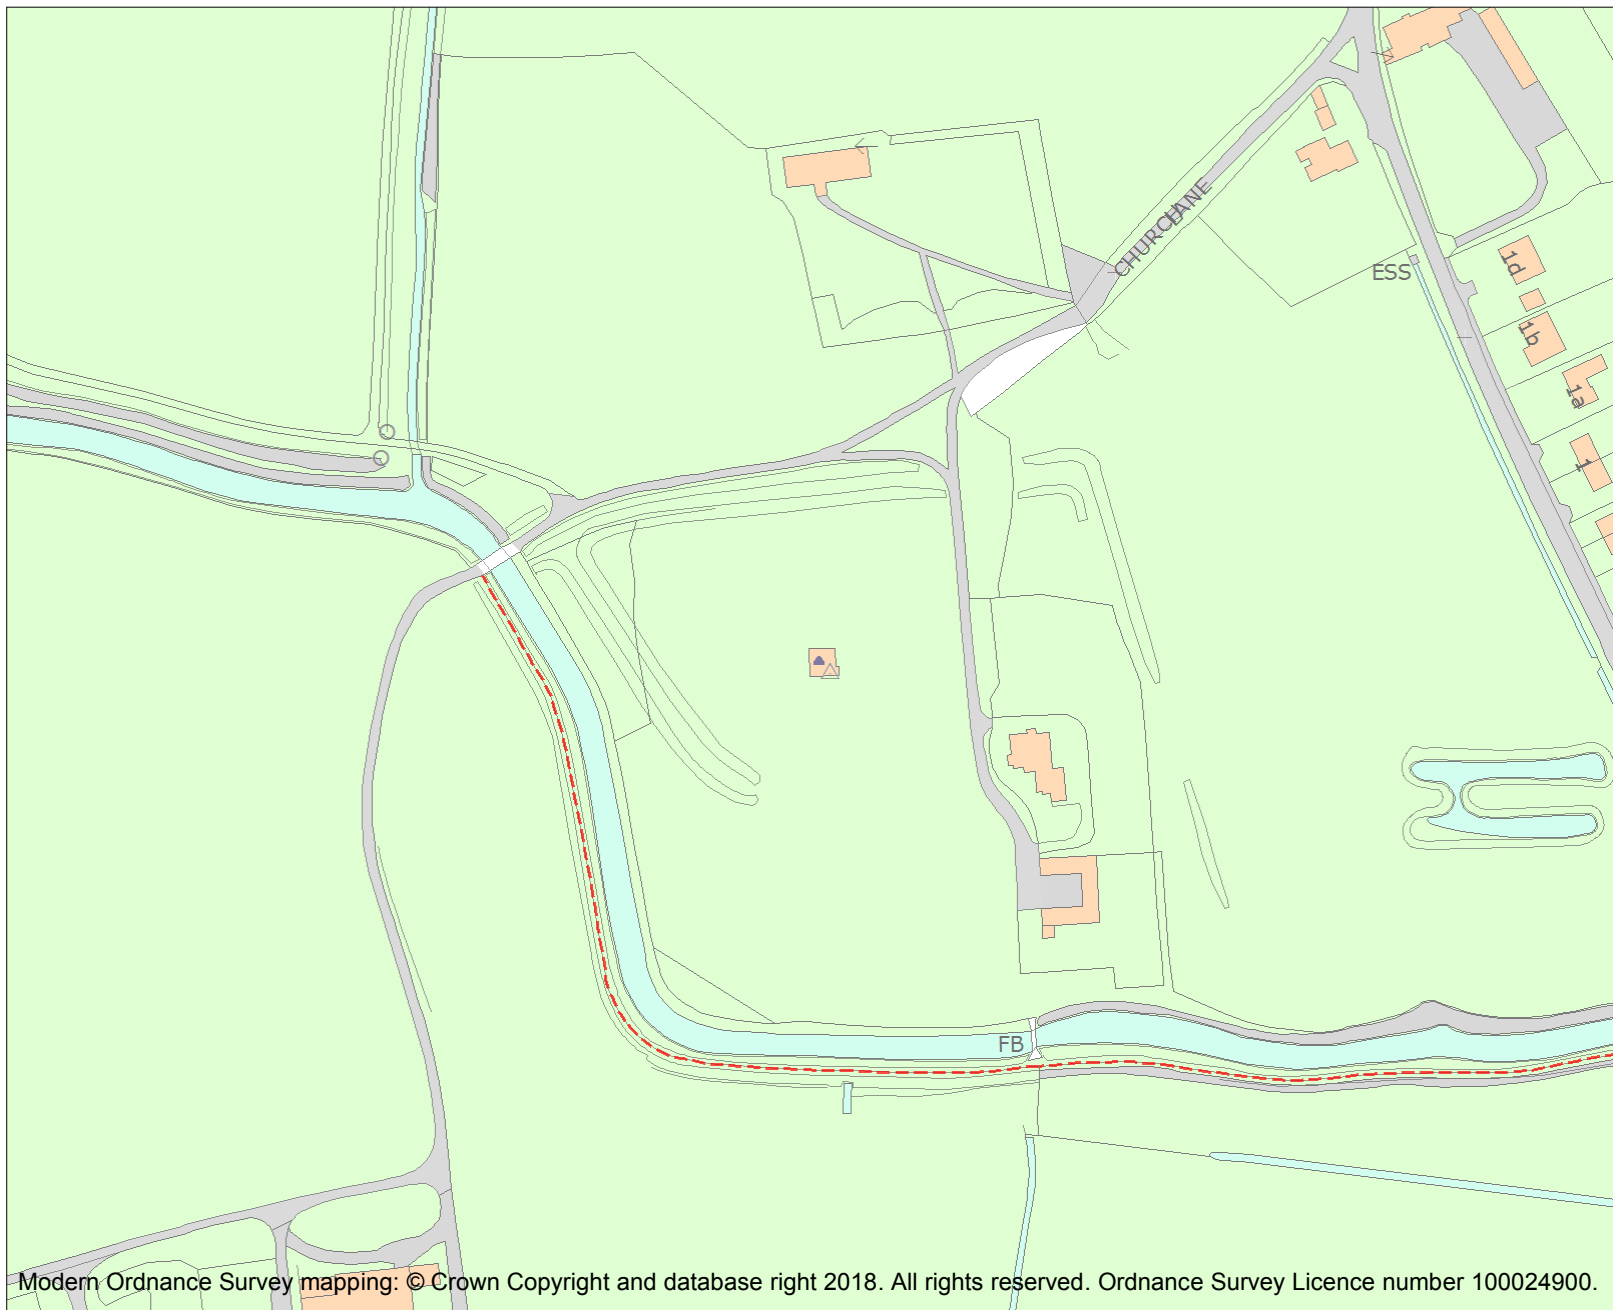 CHURCH LANE
ESS
1d
1b
1a
1
FB
Modern Ordnance Survey mapping: © Crown Copyright and database right 2018. All rights reserved. Ordnance Survey Licence number 100024900.